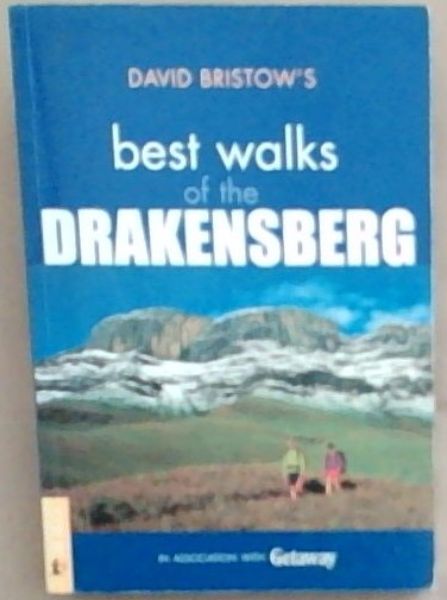 DAVID BRISTOW'S
best walks
of the
DRAKENSBERG
IN ASSOCIATION WITH Getaway